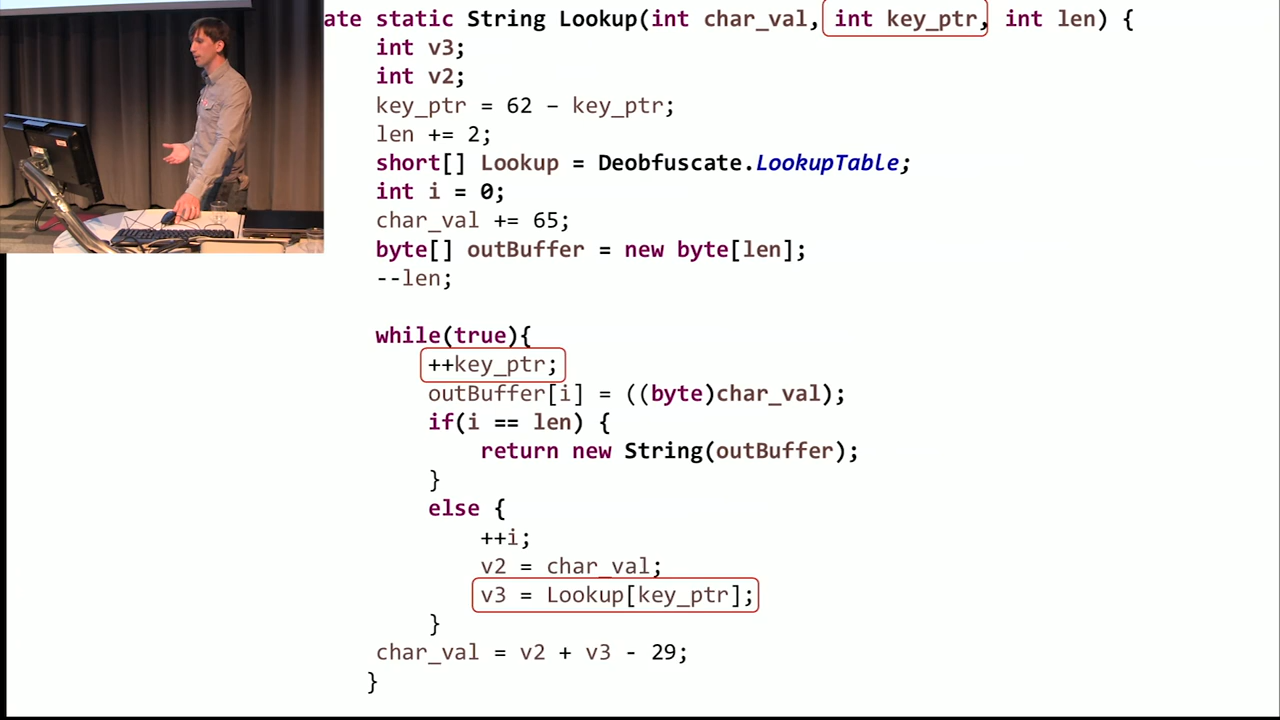 ate static String Lookup(int char_val, int key_ptr, int len) {
int v3;
int v2;
key_ptr = 62 – key_ptr;
len += 2;
short[] Lookup = Deobfuscate.LookupTable;
int i = 0;
char_val += 65;
byte[] outBuffer = new byte[len];
--len;
while(true){
++key_ptr;
outBuffer[i] = ((byte)char_val);
if(i == len) {
return new String(outBuffer);
}
else {
++i;
v2 = char_val;
v3 = Lookup[key_ptr];
}
char_val = v2 + v3 - 29;
}